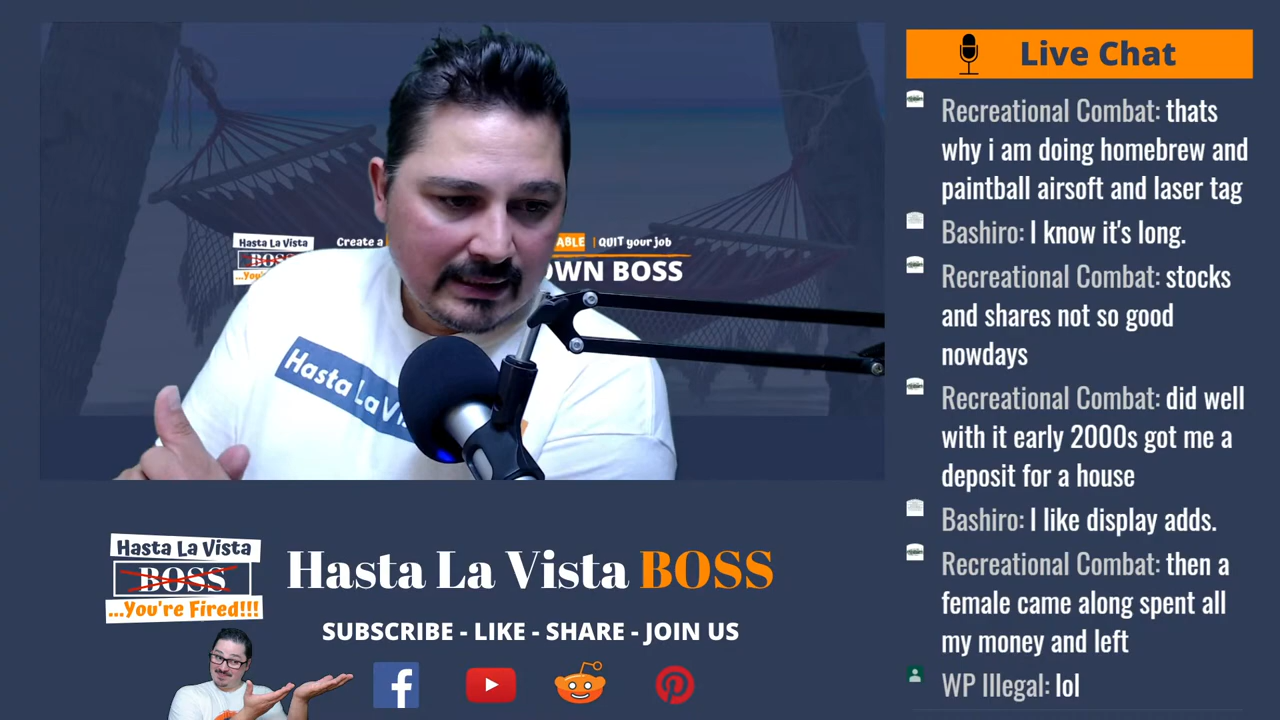 Hasta La Vista
BOSS
...You
Create a
ABLE | QUIT your job
OWN BOSS
Hasta La Vi
Hasta La Vista
BOSS
...You're Fired!!!
Hasta La Vista BOSS
SUBSCRIBE - LIKE - SHARE - JOIN US
Live Chat
Recreational Combat: thats
why i am doing homebrew and
paintball airsoft and laser tag
Bashiro: I know it's long.
Recreational Combat: stocks
and shares not so good
nowdays
Recreational Combat: did well
with it early 2000s got me a
deposit for a house
Bashiro: I like display adds.
Recreational Combat: then a
female came along spent all
my money and left
WP Illegal: lol